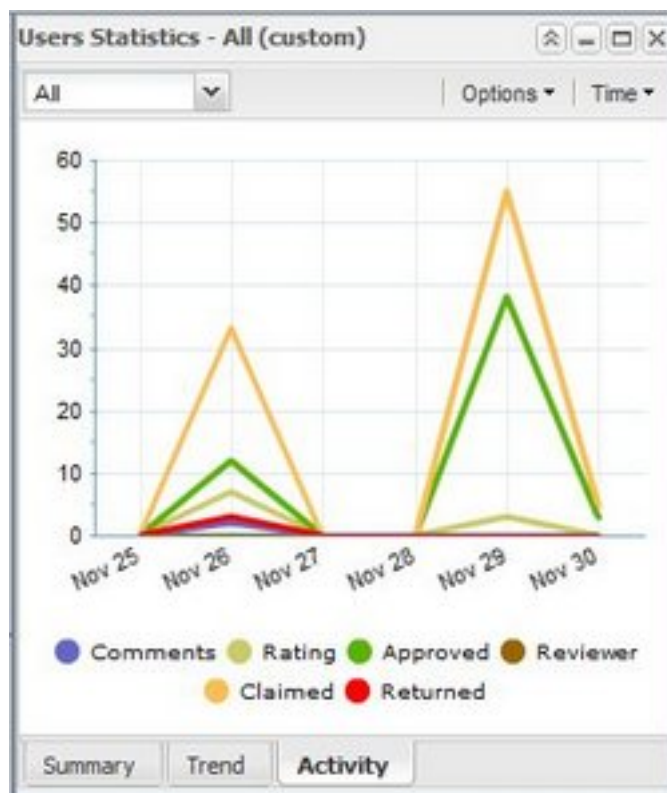 Users Statistics - All (custom)
All Options Time
60
50
40
30
20
10
0
Nov 25 Nov 26 Nov 27 Nov 28 Nov 29 Nov 30
Comments Rating Approved Reviewer
Claimed Returned
Summary Trend Activity